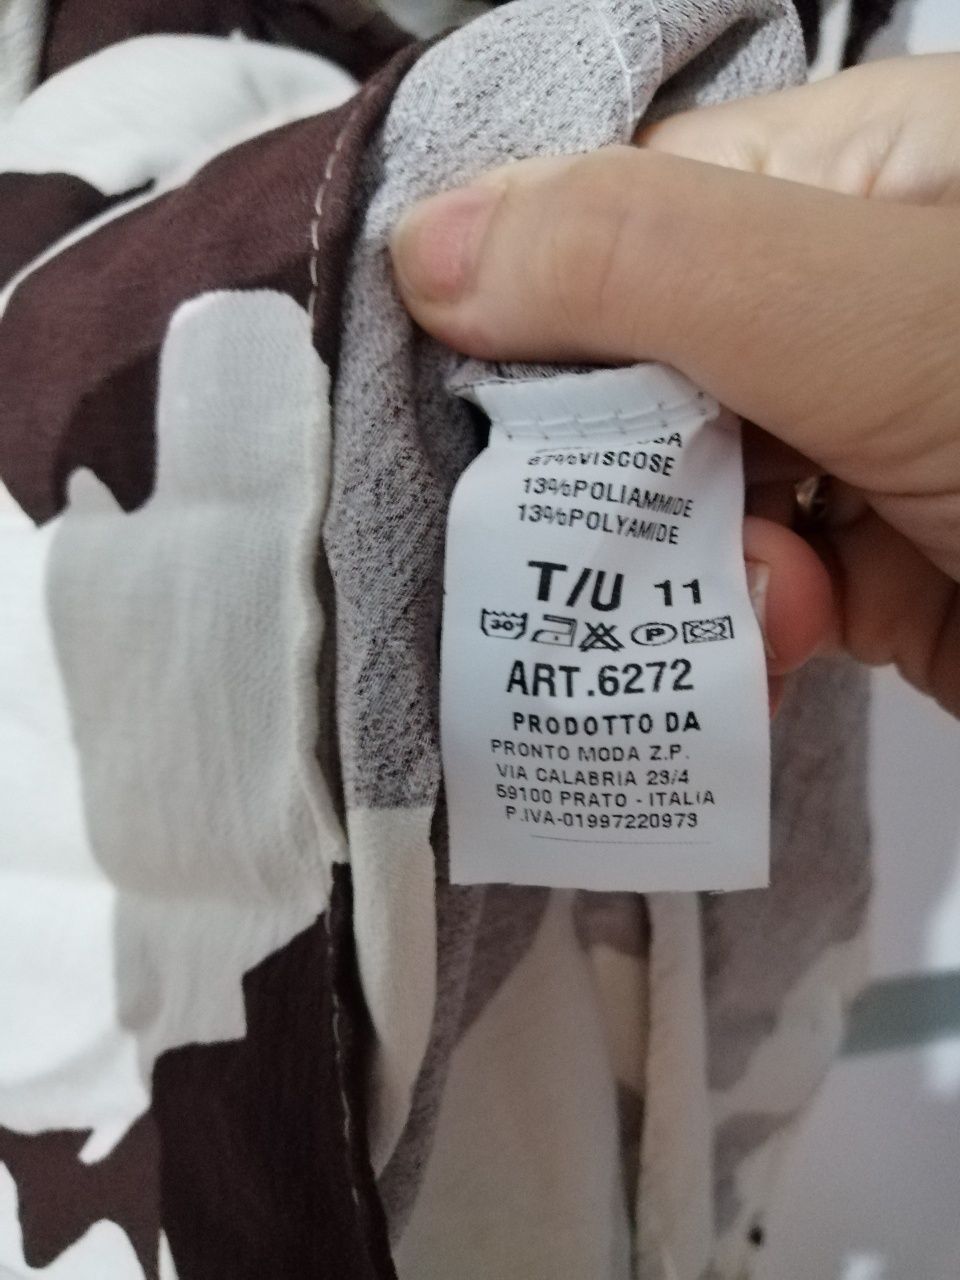 87%VISCOSE
13%POLIAMMIDE
13%POLYAMIDE
T/U 11
30° P
ART.6272
PRODOTTO DA
PRONTO MODA Z.P.
VIA CALABRIA 23/4
59100 PRATO - ITALIA
P.IVA-01997220973